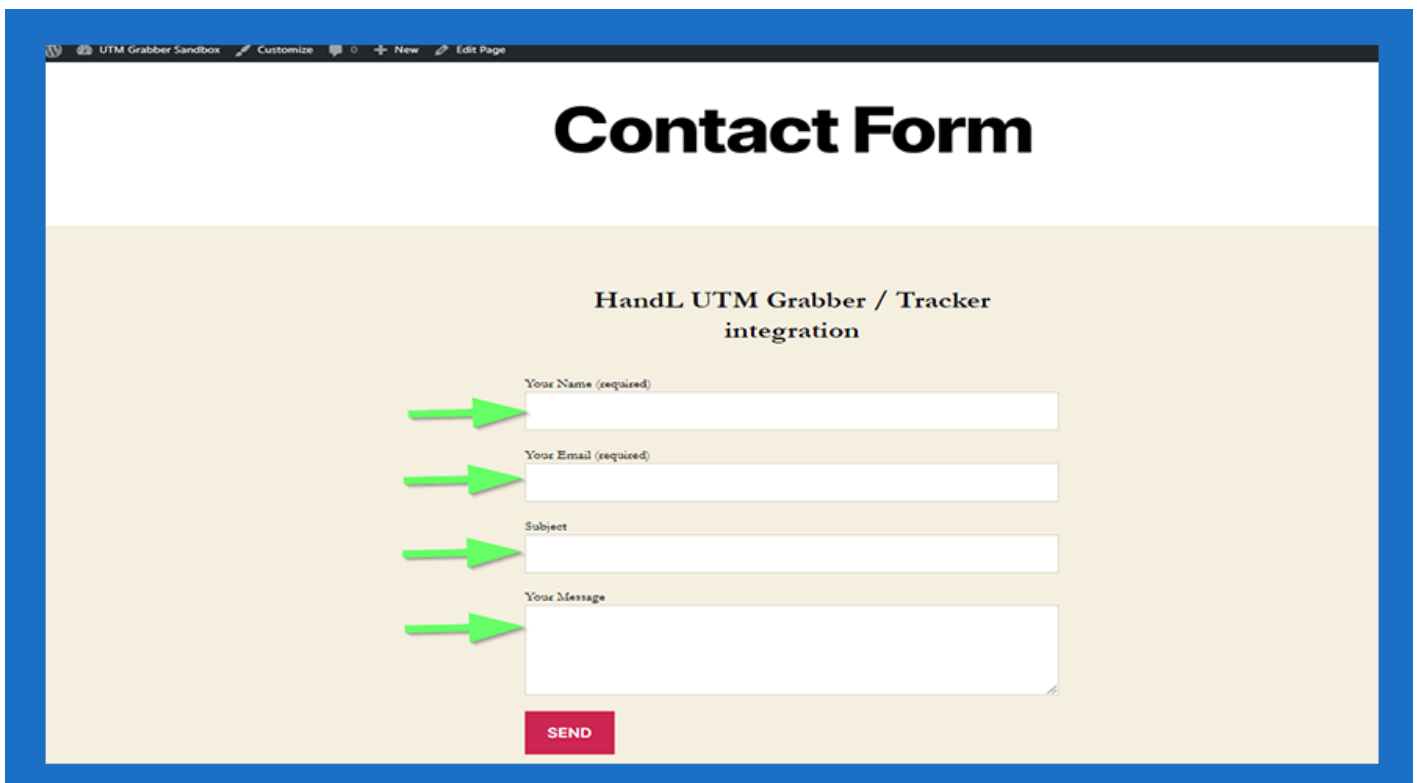 UTM Grabber Sandbox Customize 0 New Edit Page
Contact Form
HandL UTM Grabber / Tracker
integration
Your Name (required)
Your Email (required)
Subject
Your Message
SEND